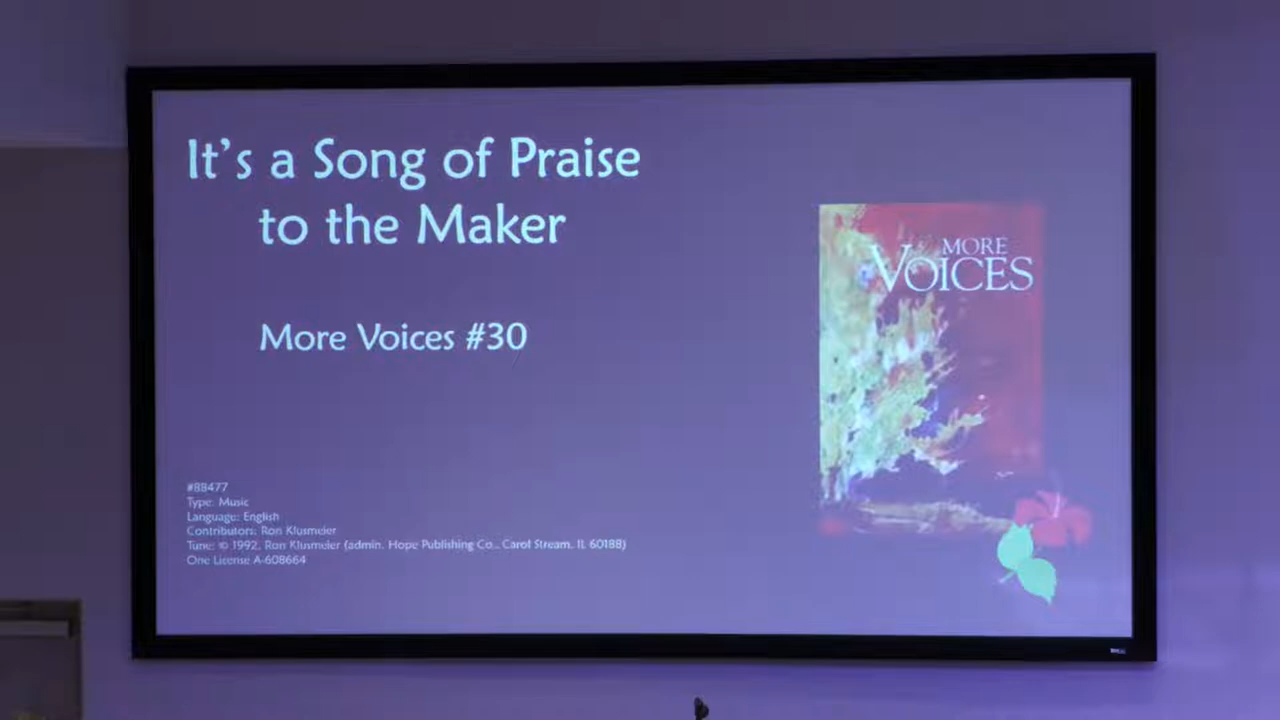 It's a Song of Praise
to the Maker
More Voices #30
MORE
VOICES
#88477
Type: Music
Language: English
Contributors: Ron Klusmeier
Tune: © 1992, Ron Klusmeier (admin. Hope Publishing Co., Carol Stream, IL 60188)
One License A-608664